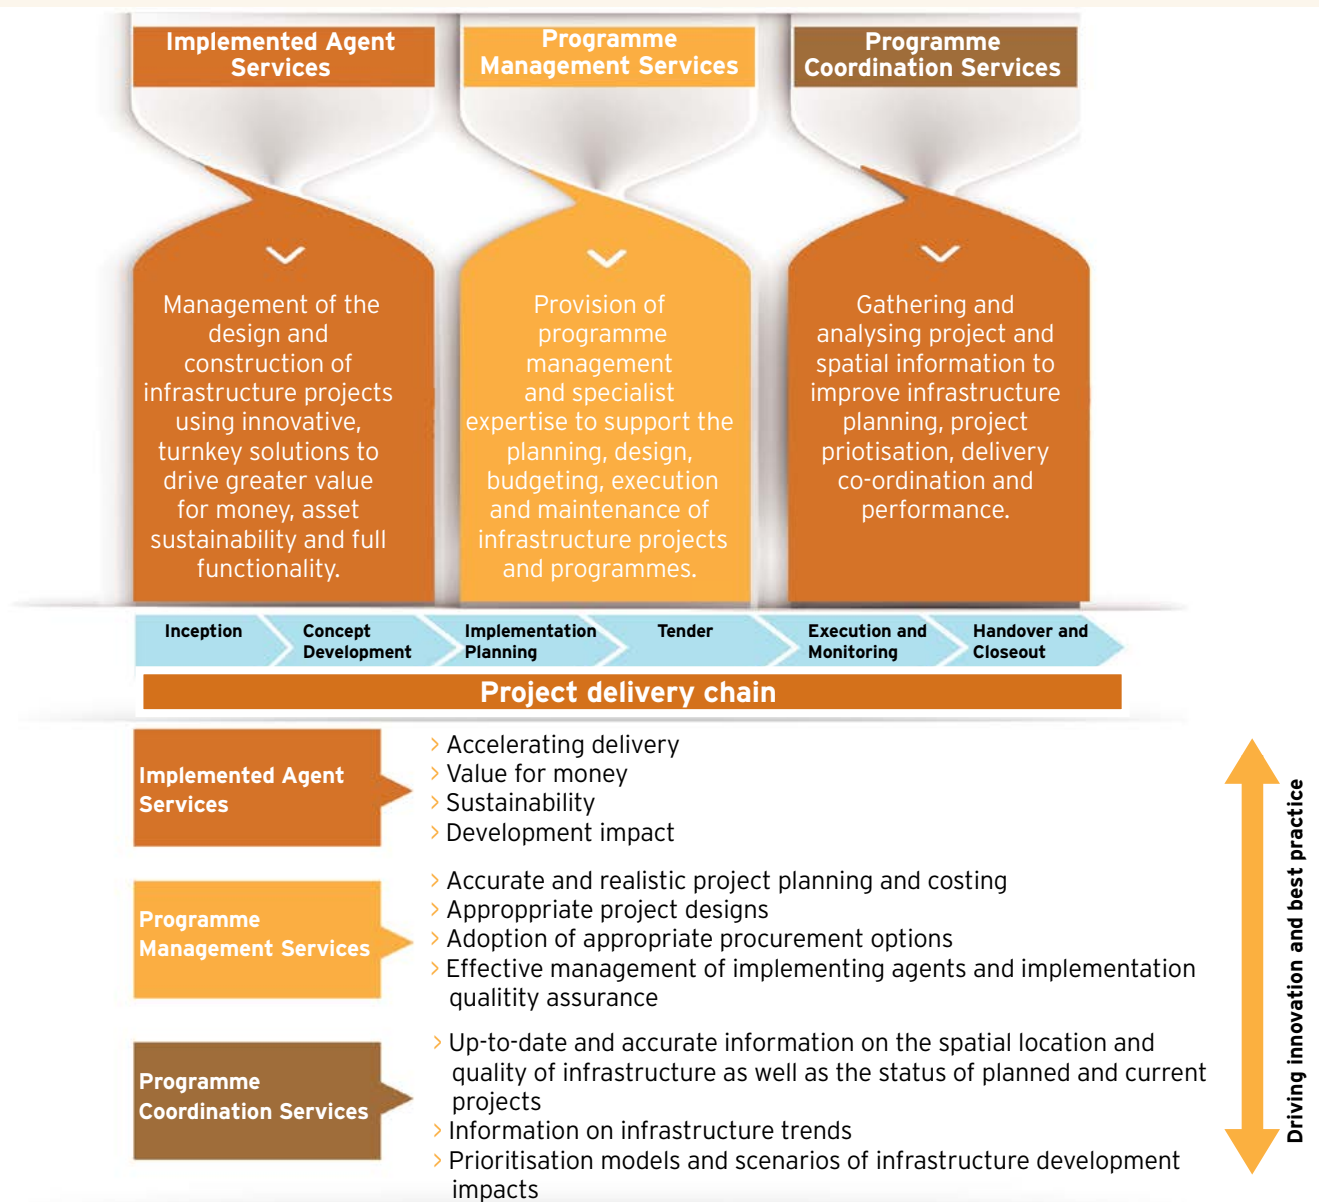 Implemented Agent
Services
Programme
Management Services
Programme
Coordination Services
Management of the
design and
construction of
infrastructure projects
using innovative,
turnkey solutions to
drive greater value
for money, asset
sustainability and full
functionality.
Provision of
programme
management
and specialist
expertise to support the
planning, design,
budgeting, execution
and maintenance of
infrastructure projects
and programmes.
Gathering and
analysing project and
spatial information to
improve infrastructure
planning, project
priotisation, delivery
co-ordination and
performance.
Inception
Concept
Development
Implementation
Planning
Tender
Execution and
Monitoring
Handover and
Closeout
Project delivery chain
Implemented Agent
Services
> Accelerating delivery
> Value for money
> Sustainability
> Development impact
Programme
Management Services
> Accurate and realistic project planning and costing
> Approppriate project designs
> Adoption of appropriate procurement options
> Effective management of implementing agents and implementation
qualitity assurance
Programme
Coordination Services
> Up-to-date and accurate information on the spatial location and
quality of infrastructure as well as the status of planned and current
projects
> Information on infrastructure trends
> Prioritisation models and scenarios of infrastructure development
impacts
Driving innovation and best practice